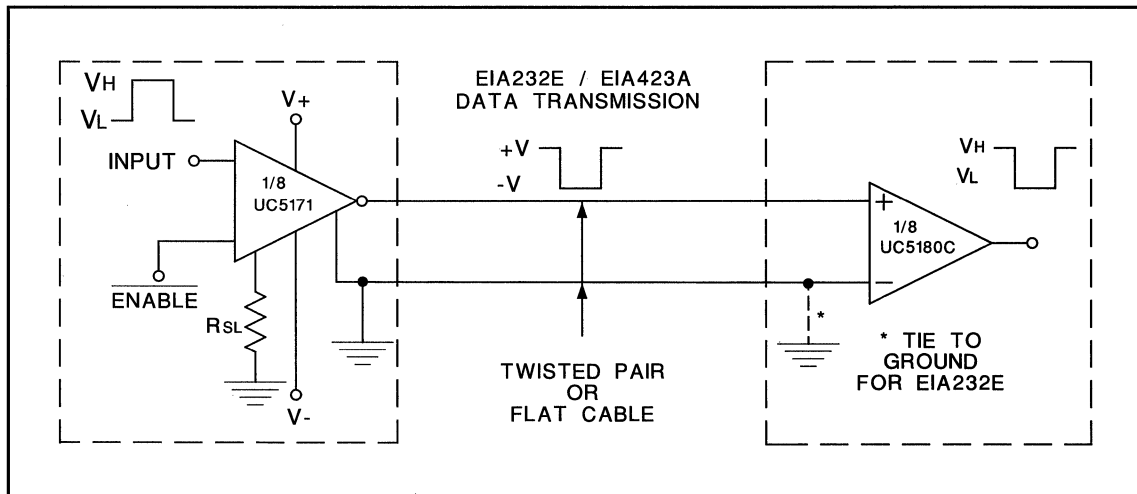 EIA232E / EIA423A
DATA TRANSMISSION
VH
VL
V+
INPUT
1/8
UC5171
ENABLE
RSL
V-
+V
-V
TWISTED PAIR
OR
FLAT CABLE
VH
VL
+
1/8
UC5180C
−
*
* TIE TO
GROUND
FOR EIA232E